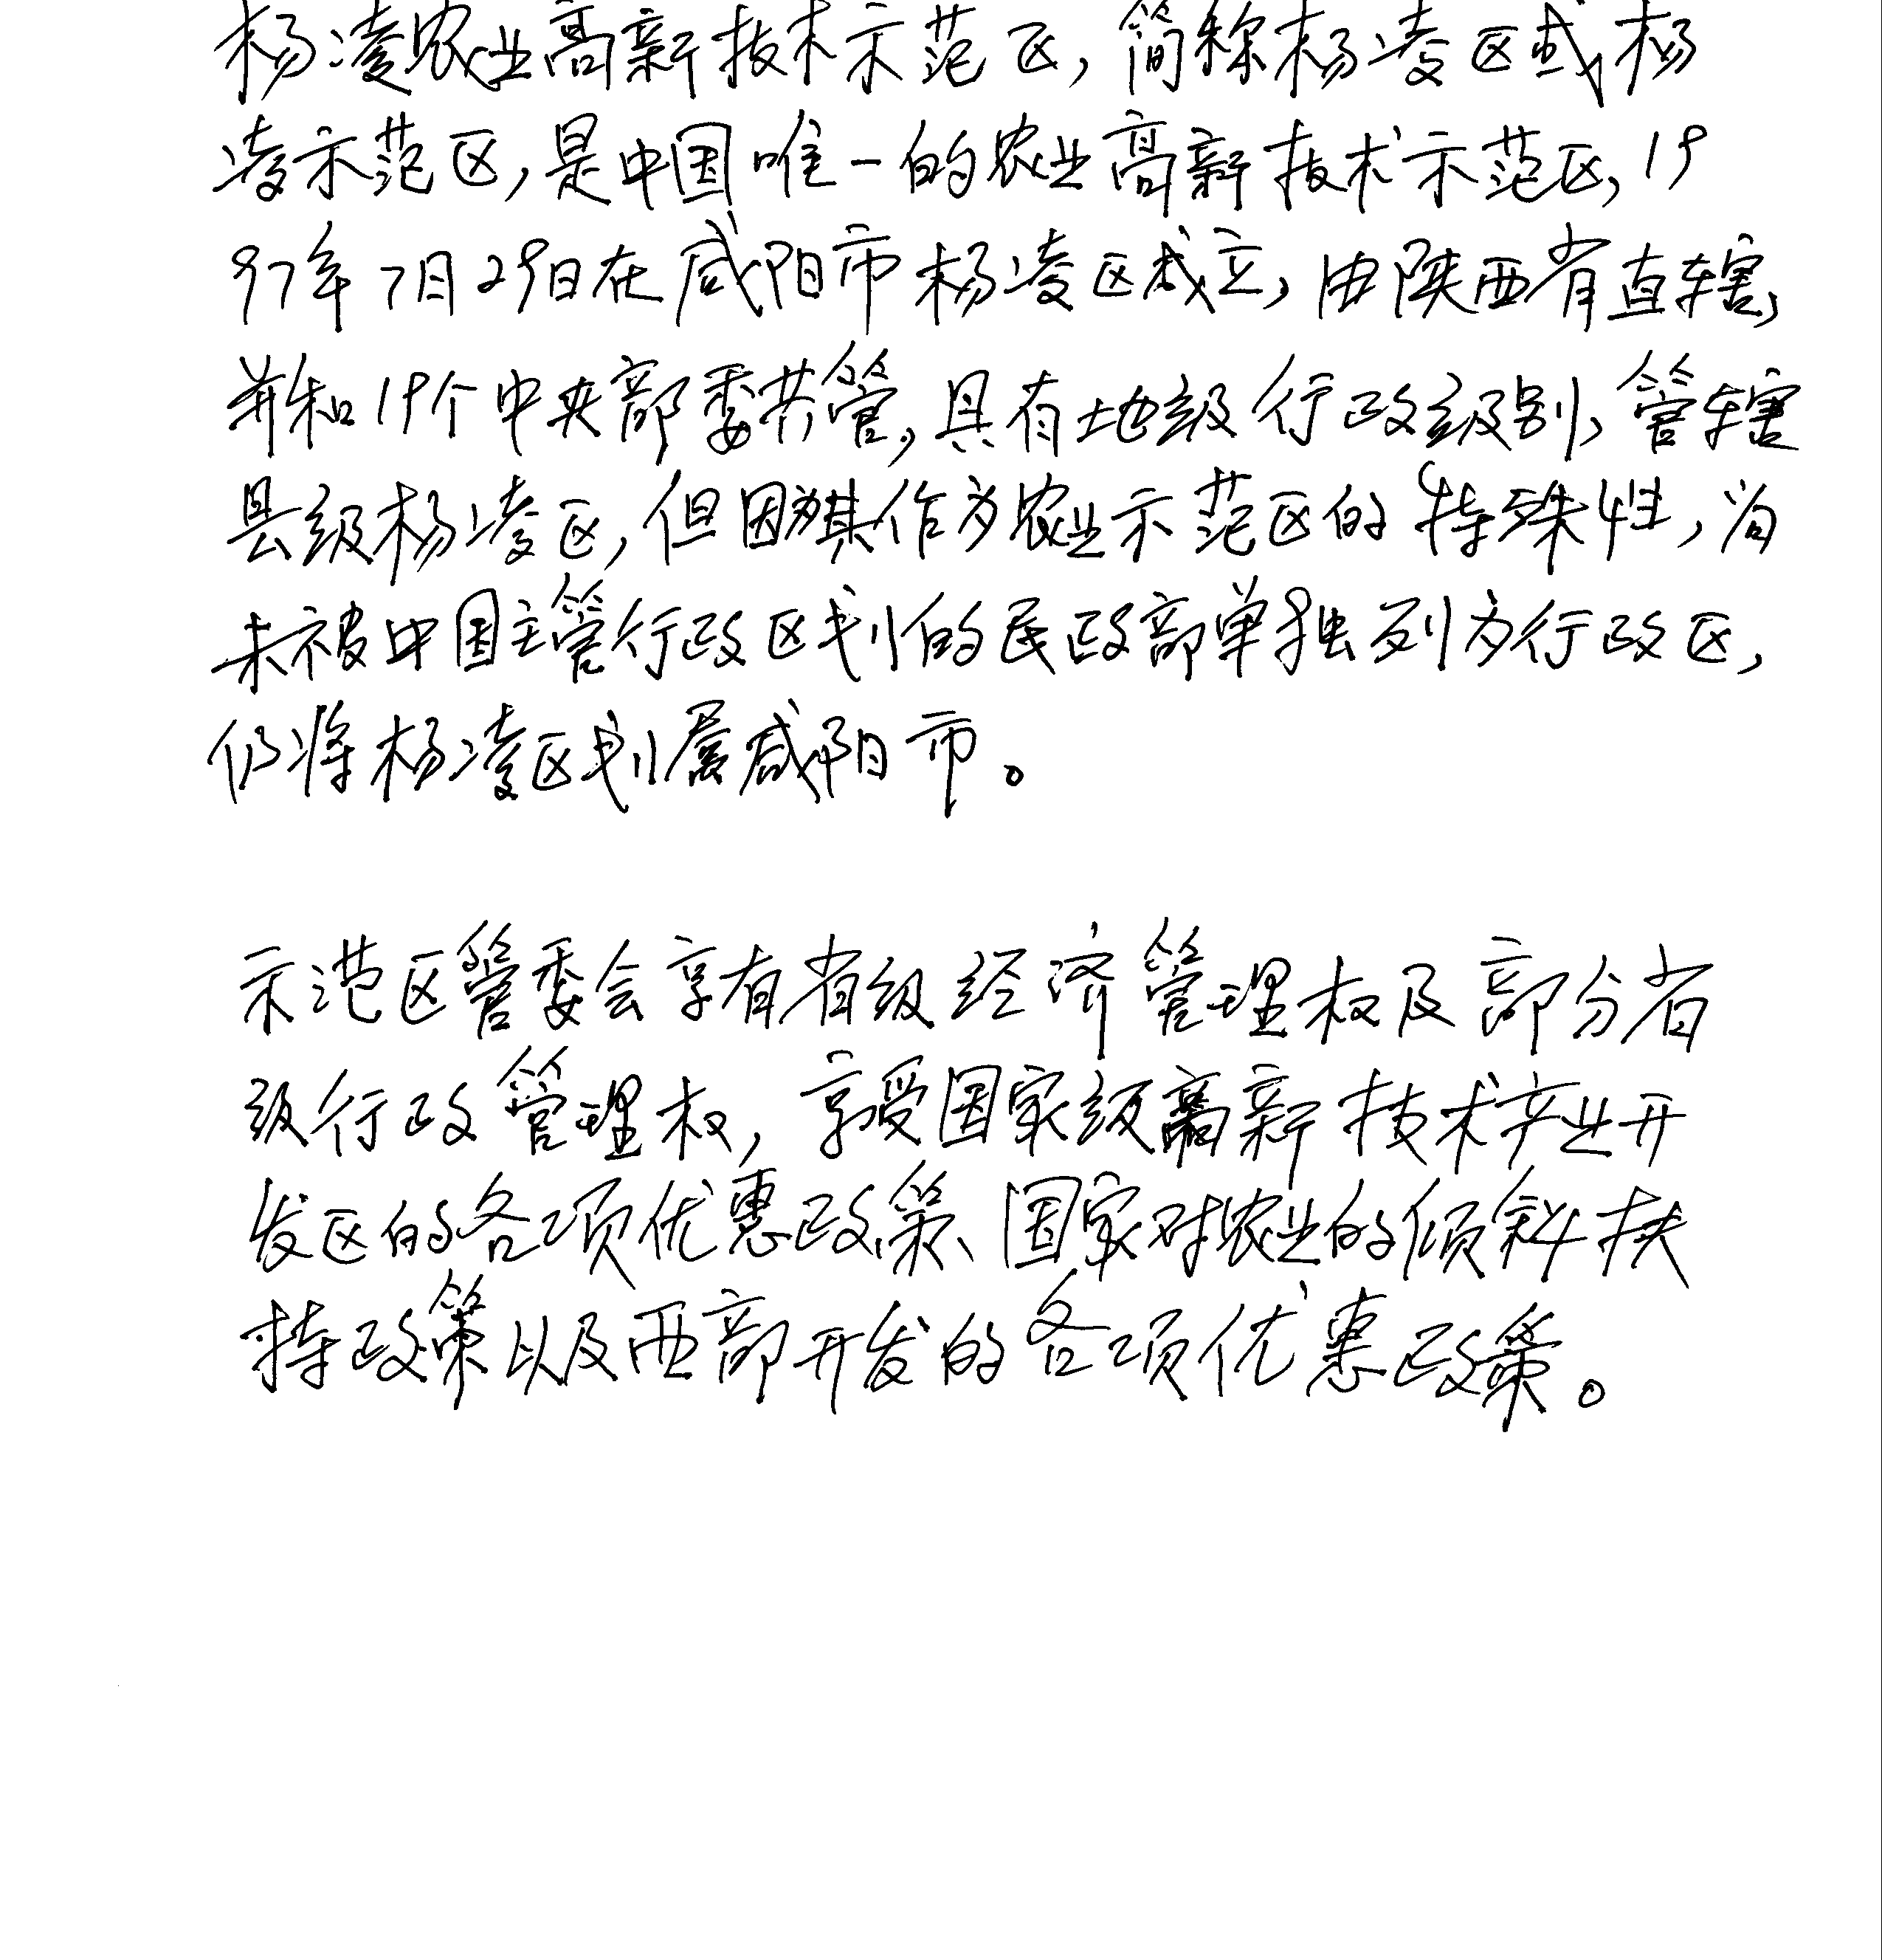 杨凌农业高新技术示范区,简称杨凌区或杨
凌示范区,是中国唯一的农业高新技术示范区,19
97年7月29日在咸阳市杨凌区成立,由陕西省直辖,
并和19个中央部委共管,具有地级行政级别,管辖
县级杨凌区,但因为其作为农业示范区的特殊性,尚
未被中国主管行政区划的民政部单独列为行政区,
仍将杨凌区划属咸阳市。
示范区管委会享有省级经济管理权及部分省
级行政管理权,享受国家级高新技术产业开
发区的各项优惠政策、国家对农业的倾斜扶
持政策以及西部开发的各项优惠政策。